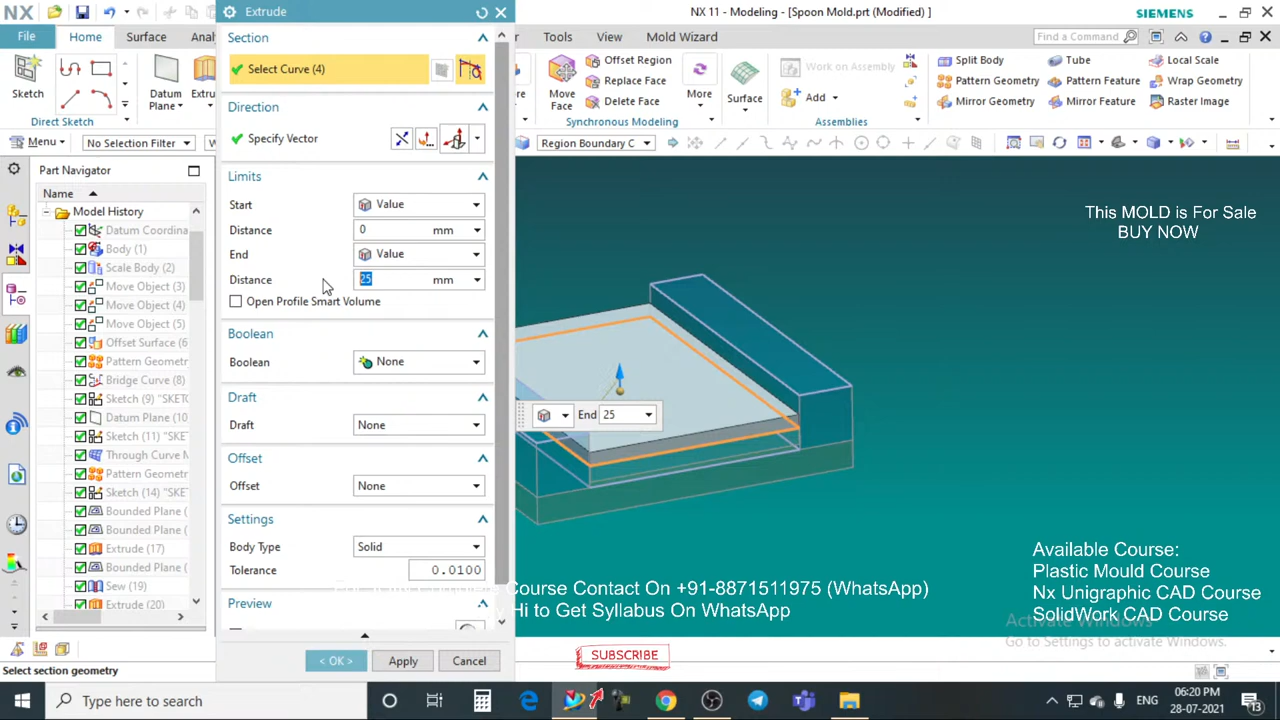 NX
Extrude
NX 11 - Modeling - [Spoon Mold.prt (Modified) ]
SIEMENS
File
Home
Surface
Tools
View
Mold Wizard
Find a Command
Section
Select Curve (4)
Direction
Specify Vector
Limits
Start
Value
Distance
0 mm
End
Value
Distance
25 mm
Open Profile Smart Volume
Boolean
Boolean
None
Draft
Draft
None
Offset
Offset
None
Settings
Body Type
Solid
Tolerance
0.0100
Preview
< OK >
Apply
Cancel
Sketch
Datum
Plane
Direct Sketch
Move
Face
Offset Region
Replace Face
Delete Face
More
Synchronous Modeling
Surface
Work on Assembly
Add
Assemblies
Split Body
Pattern Geometry
Mirror Geometry
Tube
Pattern Feature
Mirror Feature
Local Scale
Wrap Geometry
Raster Image
Menu
No Selection Filter
Region Boundary C
Part Navigator
Name
Model History
Datum Coordina
Body (1)
Scale Body (2)
Move Object (3)
Move Object (4)
Move Object (5)
Offset Surface (6
Pattern Geometr
Bridge Curve (8)
Sketch (9) "SKET
Datum Plane (10
Sketch (11) "SKE
Through Curve M
Pattern Geometr
Sketch (14) "SKE
Bounded Plane (
Bounded Plane (
Extrude (17)
Bounded Plane (
Sew (19)
Extrude (20)
End 25
This MOLD is For Sale
BUY NOW
Available Course:
Plastic Mould Course
Nx Unigraphic CAD Course
SolidWork CAD Course
Course Contact On +91-8871511975 (WhatsApp)
Hi to Get Syllabus On WhatsApp
Activate Windows
Go to Settings to activate Windows.
SUBSCRIBE
Select section geometry
Type here to search
ENG
06:20 PM
28-07-2021
13